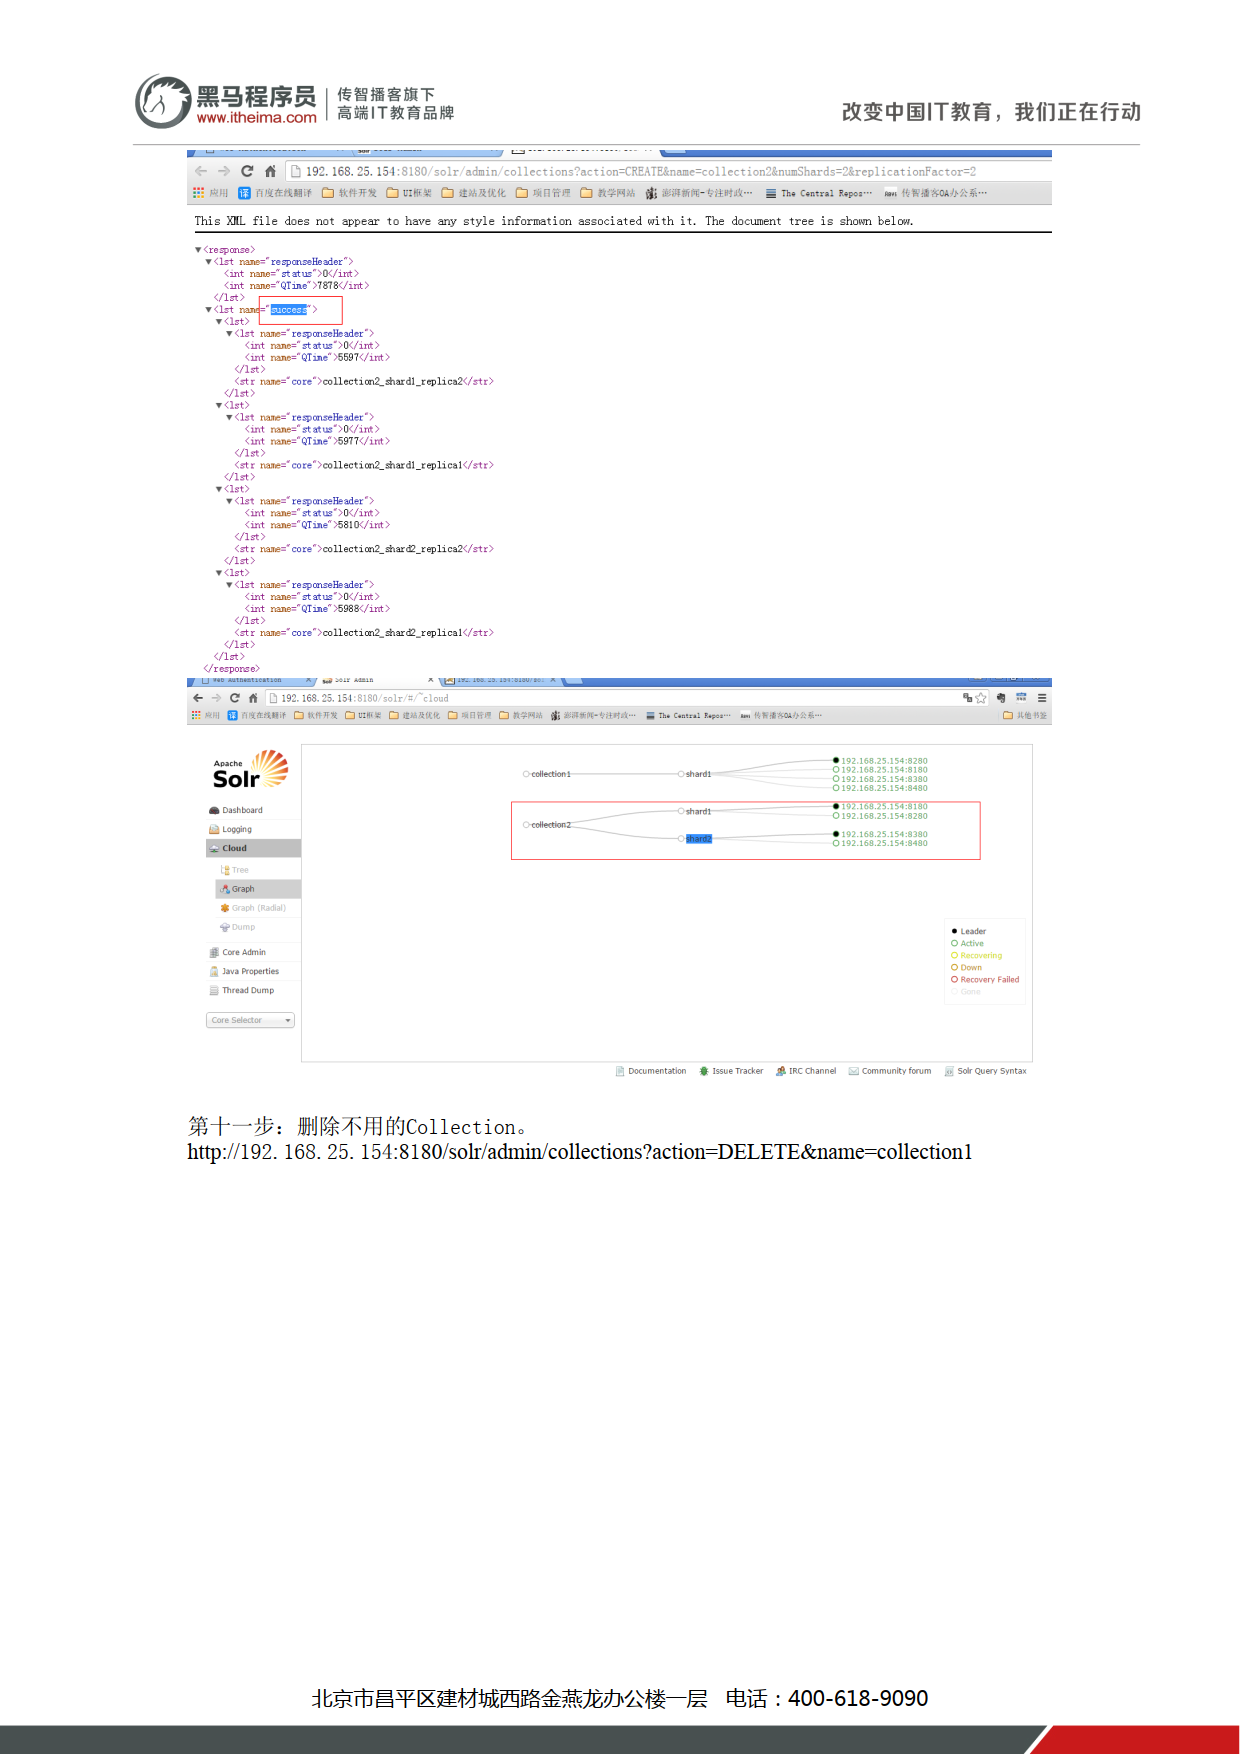 黑马程序员
www.itheima.com
传智播客旗下
高端IT教育品牌
改变中国IT教育，我们正在行动
192.168.25.154:8180/solr/admin/collections?action=CREATE&name=collection2&numShards=2&replicationFactor=2
应用 百度在线翻译 软件开发 UI框架 建站及优化 项目管理 教学网站 澎湃新闻-专注时政… The Central Repos… 传智播客OA办公系…
This XML file does not appear to have any style information associated with it. The document tree is shown below.
▼<response>
▼<lst name="responseHeader">
<int name="status">0</int>
<int name="QTime">7878</int>
</lst>
▼<lst name="success">
▼<lst>
▼<lst name="responseHeader">
<int name="status">0</int>
<int name="QTime">5597</int>
</lst>
<str name="core">collection2_shard1_replica2</str>
</lst>
▼<lst>
▼<lst name="responseHeader">
<int name="status">0</int>
<int name="QTime">5977</int>
</lst>
<str name="core">collection2_shard1_replica1</str>
</lst>
▼<lst>
▼<lst name="responseHeader">
<int name="status">0</int>
<int name="QTime">5810</int>
</lst>
<str name="core">collection2_shard2_replica2</str>
</lst>
▼<lst>
▼<lst name="responseHeader">
<int name="status">0</int>
<int name="QTime">5988</int>
</lst>
<str name="core">collection2_shard2_replica1</str>
</lst>
</lst>
</response>
Web Authentication Solr Admin 192.168.25.154:8180/so
192.168.25.154:8180/solr/#/~cloud
应用 百度在线翻译 软件开发 UI框架 建站及优化 项目管理 教学网站 澎湃新闻-专注时政… The Central Repos… 传智播客OA办公系… 其他书签
Apache
Solr
Dashboard
Logging
Cloud
Tree
Graph
Graph (Radial)
Dump
Core Admin
Java Properties
Thread Dump
Core Selector
collection1 shard1
192.168.25.154:8280
192.168.25.154:8180
192.168.25.154:8380
192.168.25.154:8480
collection2
shard1
192.168.25.154:8180
192.168.25.154:8280
shard2
192.168.25.154:8380
192.168.25.154:8480
Leader
Active
Recovering
Down
Recovery Failed
Gone
Documentation Issue Tracker IRC Channel Community forum Solr Query Syntax
第十一步：删除不用的Collection。
http://192.168.25.154:8180/solr/admin/collections?action=DELETE&name=collection1
北京市昌平区建材城西路金燕龙办公楼一层 电话：400-618-9090